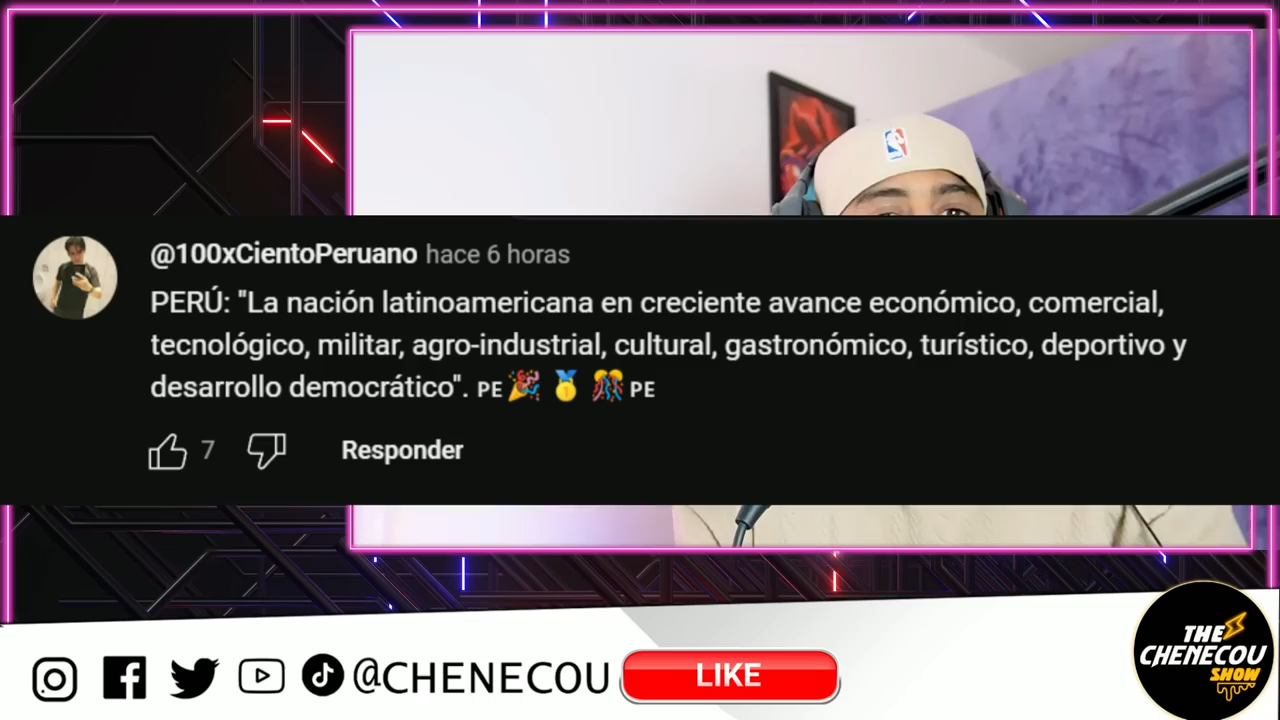 @100xCientoPeruano hace 6 horas
PERÚ: "La nación latinoamericana en creciente avance económico, comercial,
tecnológico, militar, agro-industrial, cultural, gastronómico, turístico, deportivo y
desarrollo democrático". PE🎉🥇🎊PE
7 Responder
@CHENECOU LIKE
THE
CHENECOU
SHOW